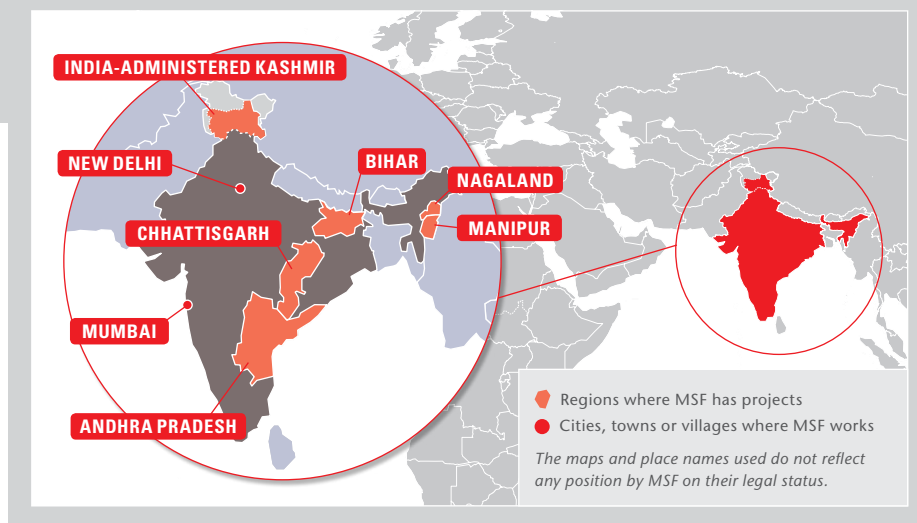 INDIA-ADMINISTERED KASHMIR
NEW DELHI
BIHAR
NAGALAND
CHHATTISGARH
MANIPUR
MUMBAI
ANDHRA PRADESH
Regions where MSF has projects
Cities, towns or villages where MSF works
The maps and place names used do not reflect
any position by MSF on their legal status.